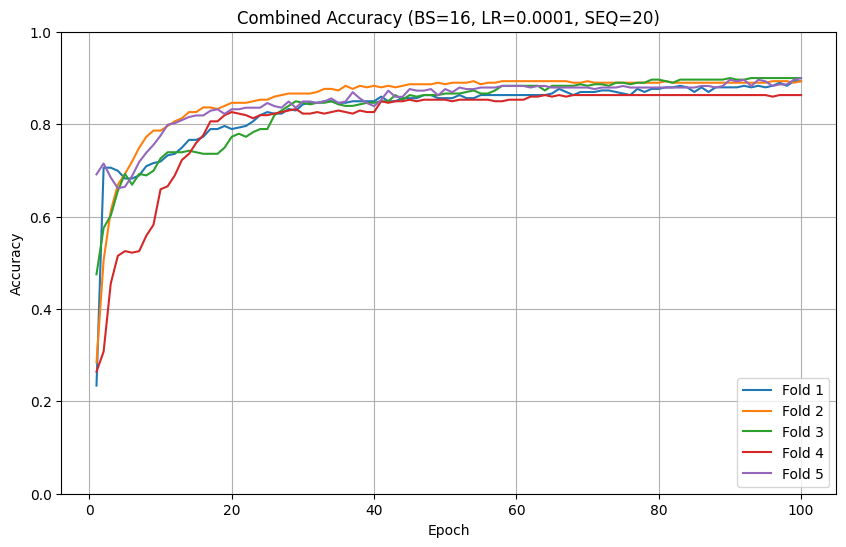 Combined Accuracy (BS=16, LR=0.0001, SEQ=20)
1.0
0.8
0.6
0.4
0.2
0.0
Accuracy
0 20 40 60 80 100
Epoch
Fold 1
Fold 2
Fold 3
Fold 4
Fold 5